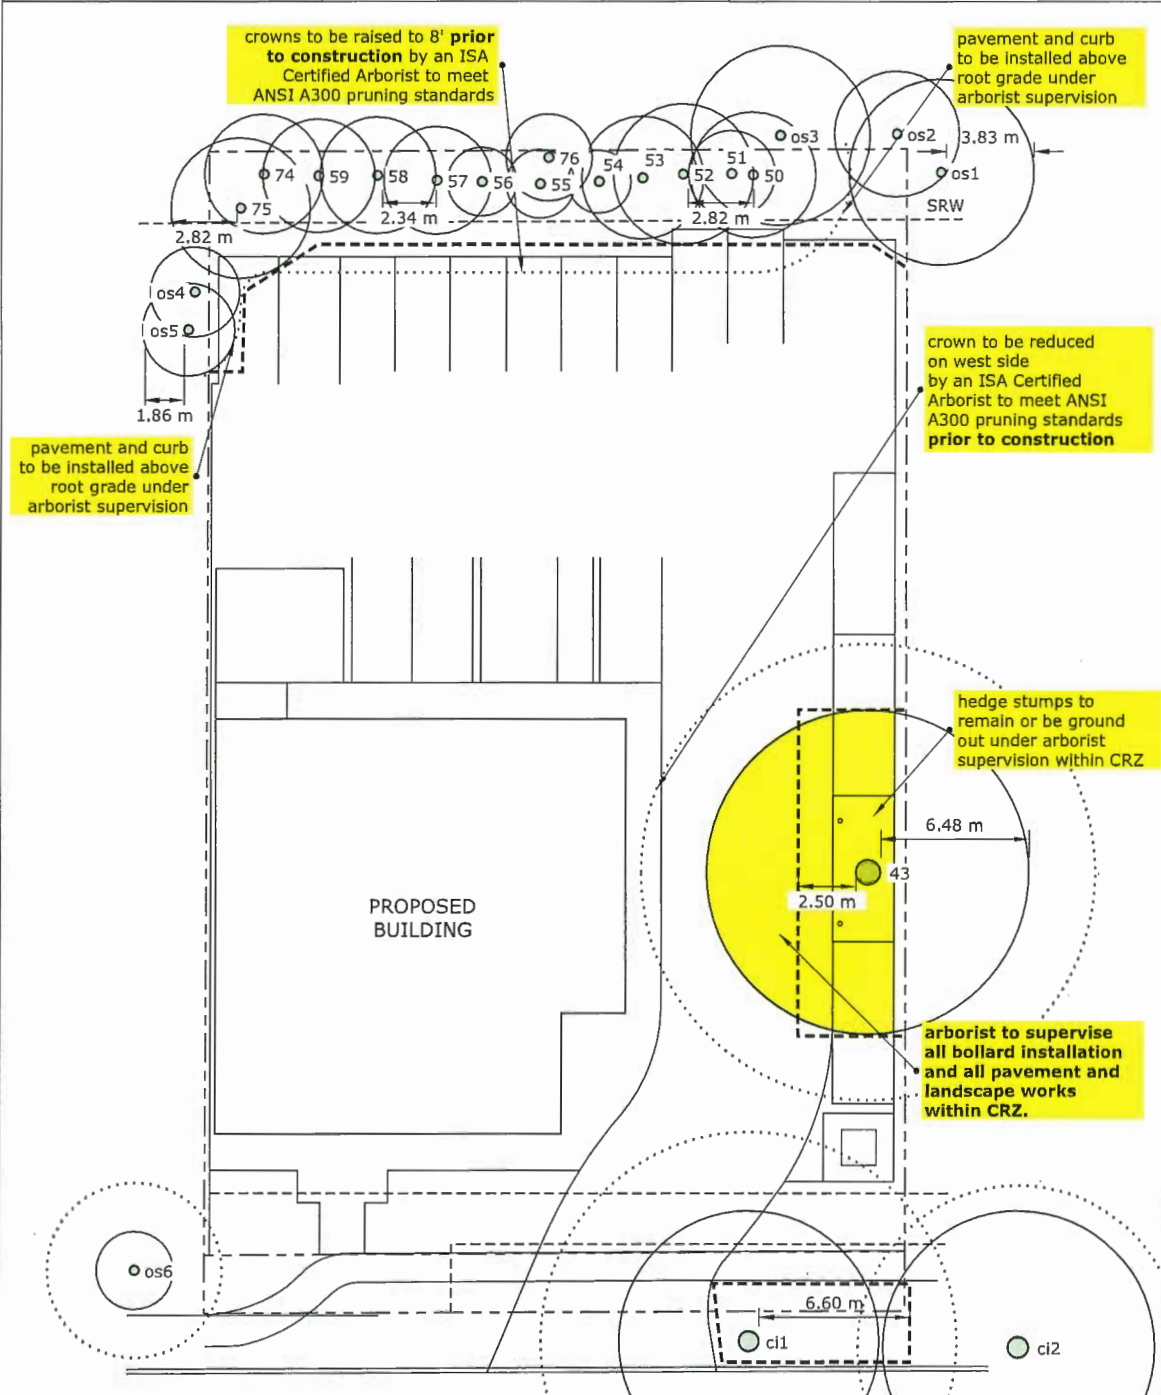 crowns to be raised to 8' prior
to construction by an ISA
Certified Arborist to meet
ANSI A300 pruning standards
pavement and curb
to be installed above
root grade under
arborist supervision
os3
os2
3.83 m
os1
SRW
74
59
58
57
56
76
55
54
53
52
51
50
75
2.34 m
2.82 m
2.82 m
os4
os5
1.86 m
pavement and curb
to be installed above
root grade under
arborist supervision
crown to be reduced
on west side
by an ISA Certified
Arborist to meet ANSI
A300 pruning standards
prior to construction
hedge stumps to
remain or be ground
out under arborist
supervision within CRZ
6.48 m
43
2.50 m
PROPOSED
BUILDING
arborist to supervise
all bollard installation
and all pavement and
landscape works
within CRZ.
os6
6.60 m
ci1
ci2